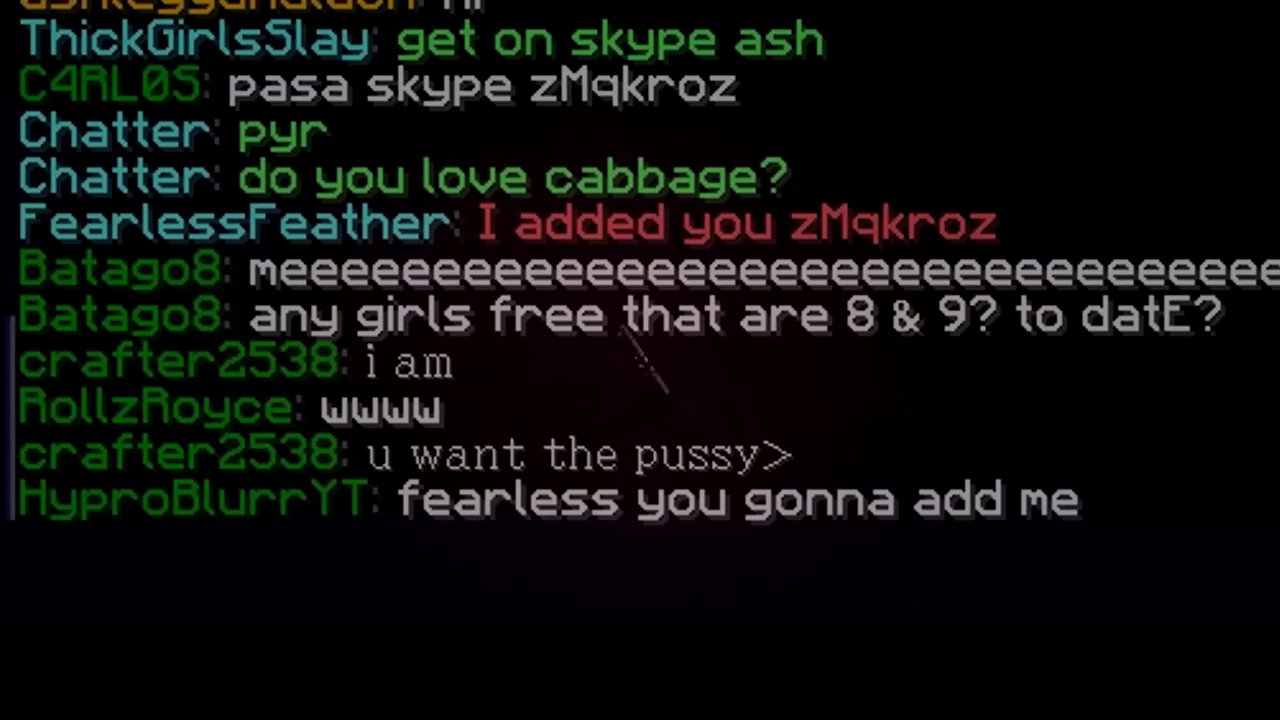 ThickGirlsSlay: get on skype ash
C4RL0S: pasa skype zMqkroz
Chatter: pyr
Chatter: do you love cabbage?
FearlessFeather: I added you zMqkroz
Batago8: meeeeeeeeeeeeeeeeeeeeeeeeeeeeeeeeee
Batago8: any girls free that are 8 & 9? to datE?
crafter2538: i am
RollzRoyce: wwww
crafter2538: u want the pussy>
HyproBlurrYT: fearless you gonna add me